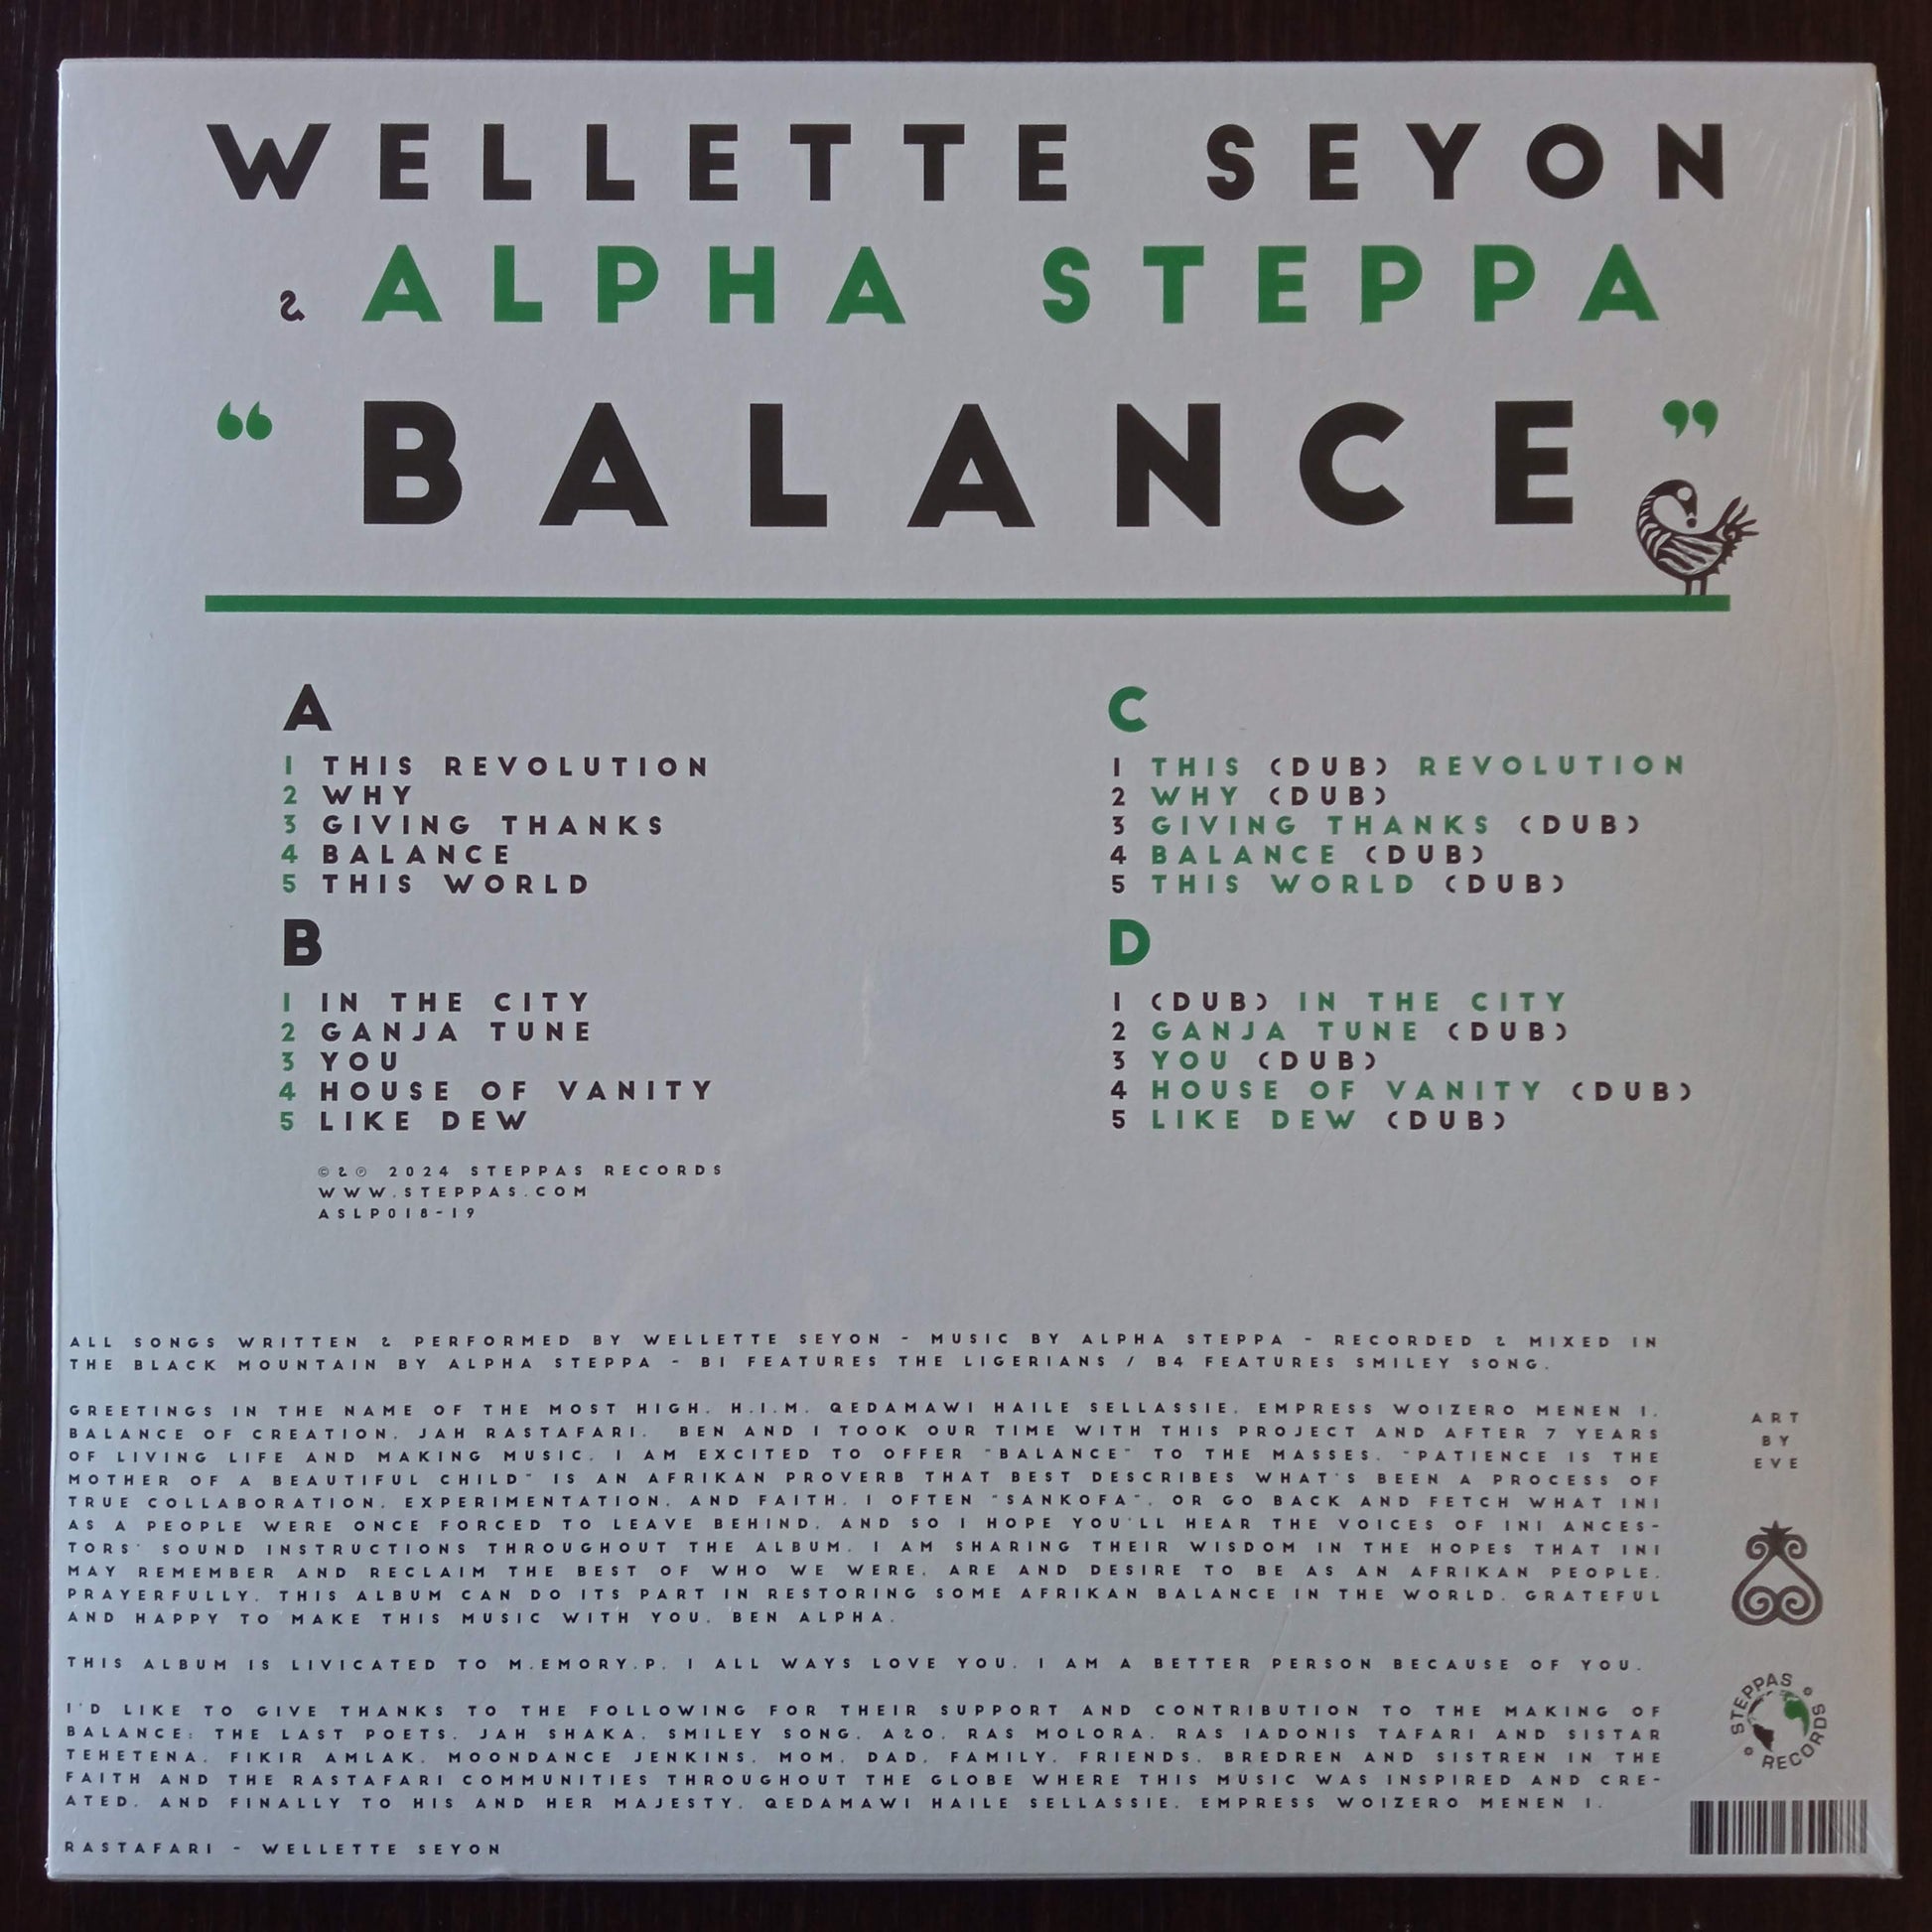 WELLETTE SEYON
& ALPHA STEPPA
“BALANCE”
A
1 THIS REVOLUTION
2 WHY
3 GIVING THANKS
4 BALANCE
5 THIS WORLD
B
1 IN THE CITY
2 GANJA TUNE
3 YOU
4 HOUSE OF VANITY
5 LIKE DEW
C
1 THIS (DUB) REVOLUTION
2 WHY (DUB)
3 GIVING THANKS (DUB)
4 BALANCE (DUB)
5 THIS WORLD (DUB)
D
1 (DUB) IN THE CITY
2 GANJA TUNE (DUB)
3 YOU (DUB)
4 HOUSE OF VANITY (DUB)
5 LIKE DEW (DUB)
©&℗ 2024 STEPPAS RECORDS
WWW.STEPPAS.COM
ASLP018-19
ALL SONGS WRITTEN & PERFORMED BY WELLETTE SEYON - MUSIC BY ALPHA STEPPA - RECORDED & MIXED IN
THE BLACK MOUNTAIN BY ALPHA STEPPA - B1 FEATURES THE LIGERIANS / B4 FEATURES SMILEY SONG.
GREETINGS IN THE NAME OF THE MOST HIGH, H.I.M. QEDAMAWI HAILE SELLASSIE, EMPRESS WOIZERO MENEN I,
BALANCE OF CREATION, JAH RASTAFARI. BEN AND I TOOK OUR TIME WITH THIS PROJECT AND AFTER 7 YEARS
OF LIVING LIFE AND MAKING MUSIC, I AM EXCITED TO OFFER "BALANCE" TO THE MASSES. "PATIENCE IS THE
MOTHER OF A BEAUTIFUL CHILD" IS AN AFRIKAN PROVERB THAT BEST DESCRIBES WHAT'S BEEN A PROCESS OF
TRUE COLLABORATION, EXPERIMENTATION, AND FAITH. I OFTEN "SANKOFA", OR GO BACK AND FETCH WHAT INI
AS A PEOPLE WERE ONCE FORCED TO LEAVE BEHIND, AND SO I HOPE YOU'LL HEAR THE VOICES OF INI ANCES-
TORS' SOUND INSTRUCTIONS THROUGHOUT THE ALBUM. I AM SHARING THEIR WISDOM IN THE HOPES THAT INI
MAY REMEMBER AND RECLAIM THE BEST OF WHO WE WERE, ARE AND DESIRE TO BE AS AN AFRIKAN PEOPLE.
PRAYERFULLY, THIS ALBUM CAN DO ITS PART IN RESTORING SOME AFRIKAN BALANCE IN THE WORLD. GRATEFUL
AND HAPPY TO MAKE THIS MUSIC WITH YOU, BEN ALPHA.
THIS ALBUM IS LIVICATED TO M.EMORY.P. I ALL WAYS LOVE YOU. I AM A BETTER PERSON BECAUSE OF YOU.
I'D LIKE TO GIVE THANKS TO THE FOLLOWING FOR THEIR SUPPORT AND CONTRIBUTION TO THE MAKING OF
BALANCE: THE LAST POETS, JAH SHAKA, SMILEY SONG, A&O, RAS MOLORA, RAS IADONIS TAFARI AND SISTAR
TEHETENA, FIKIR AMLAK, MOONDANCE JENKINS, MOM, DAD, FAMILY, FRIENDS, BREDREN AND SISTREN IN THE
FAITH AND THE RASTAFARI COMMUNITIES THROUGHOUT THE GLOBE WHERE THIS MUSIC WAS INSPIRED AND CRE-
ATED. AND FINALLY TO HIS AND HER MAJESTY, QEDAMAWI HAILE SELLASSIE, EMPRESS WOIZERO MENEN I.
RASTAFARI - WELLETTE SEYON
ART
BY
EVE
STEPPAS
RECORDS